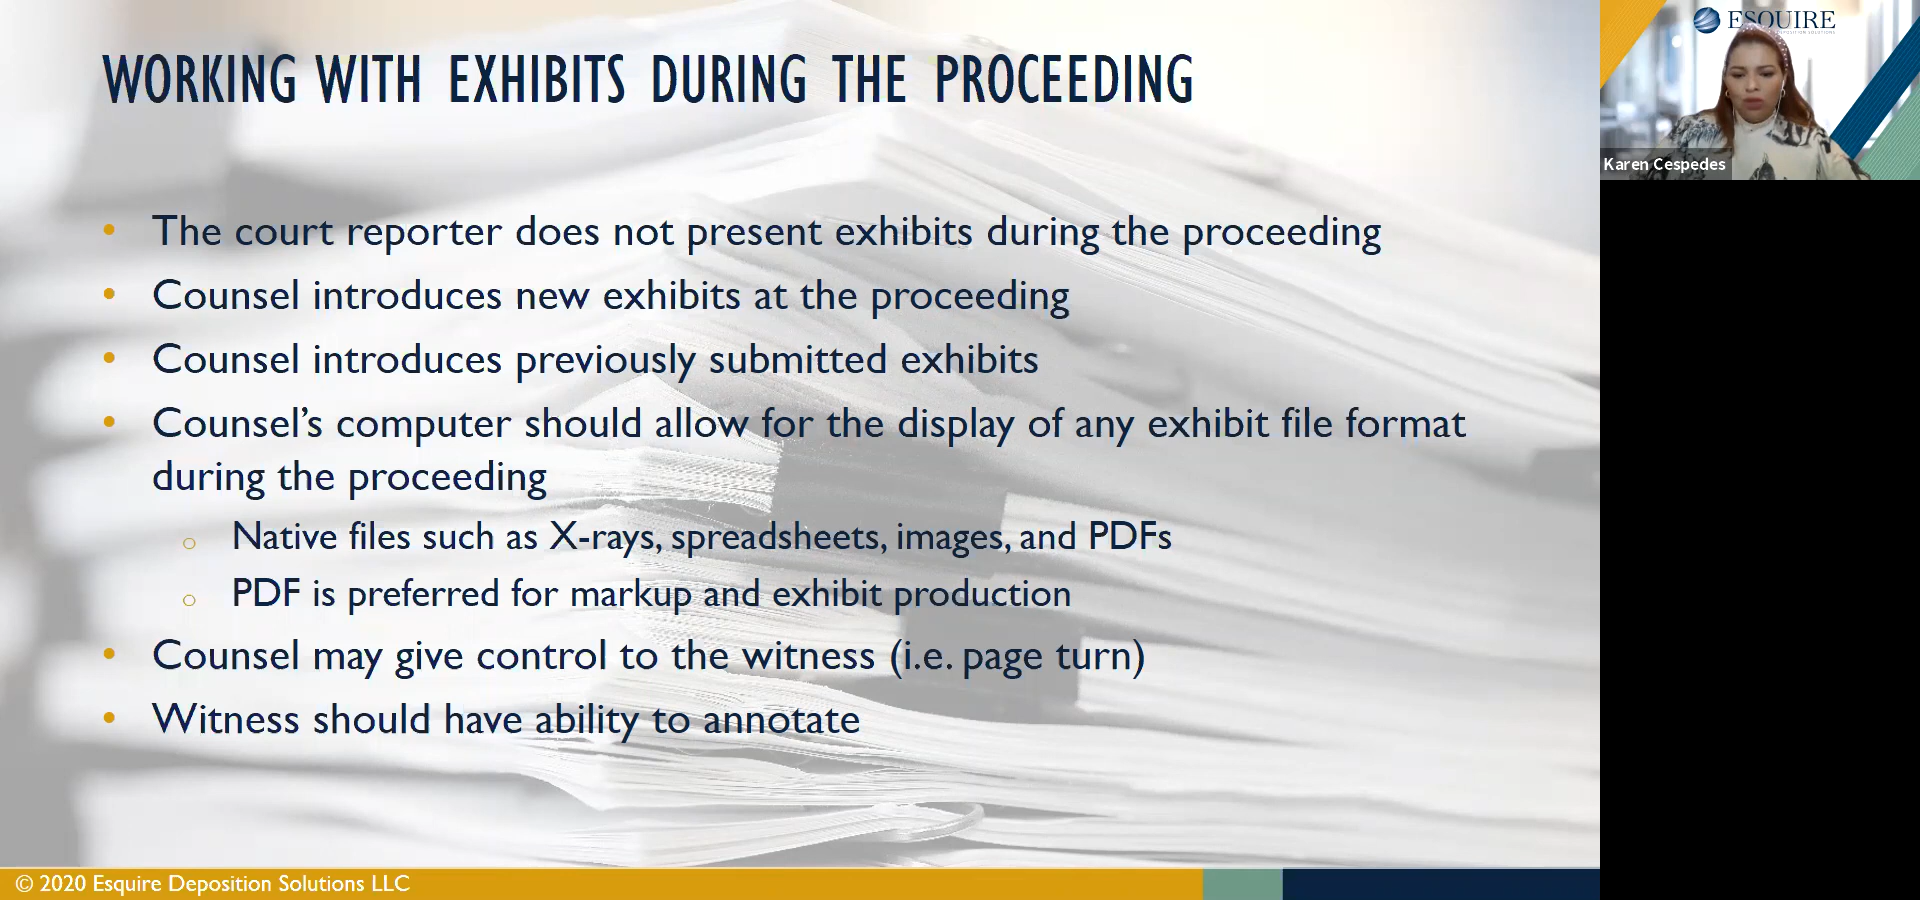 WORKING WITH EXHIBITS DURING THE PROCEEDING
• The court reporter does not present exhibits during the proceeding
• Counsel introduces new exhibits at the proceeding
• Counsel introduces previously submitted exhibits
• Counsel’s computer should allow for the display of any exhibit file format
during the proceeding
○ Native files such as X-rays, spreadsheets, images, and PDFs
○ PDF is preferred for markup and exhibit production
• Counsel may give control to the witness (i.e. page turn)
• Witness should have ability to annotate
© 2020 Esquire Deposition Solutions LLC
ESQUIRE
DEPOSITION SOLUTIONS
Karen Cespedes